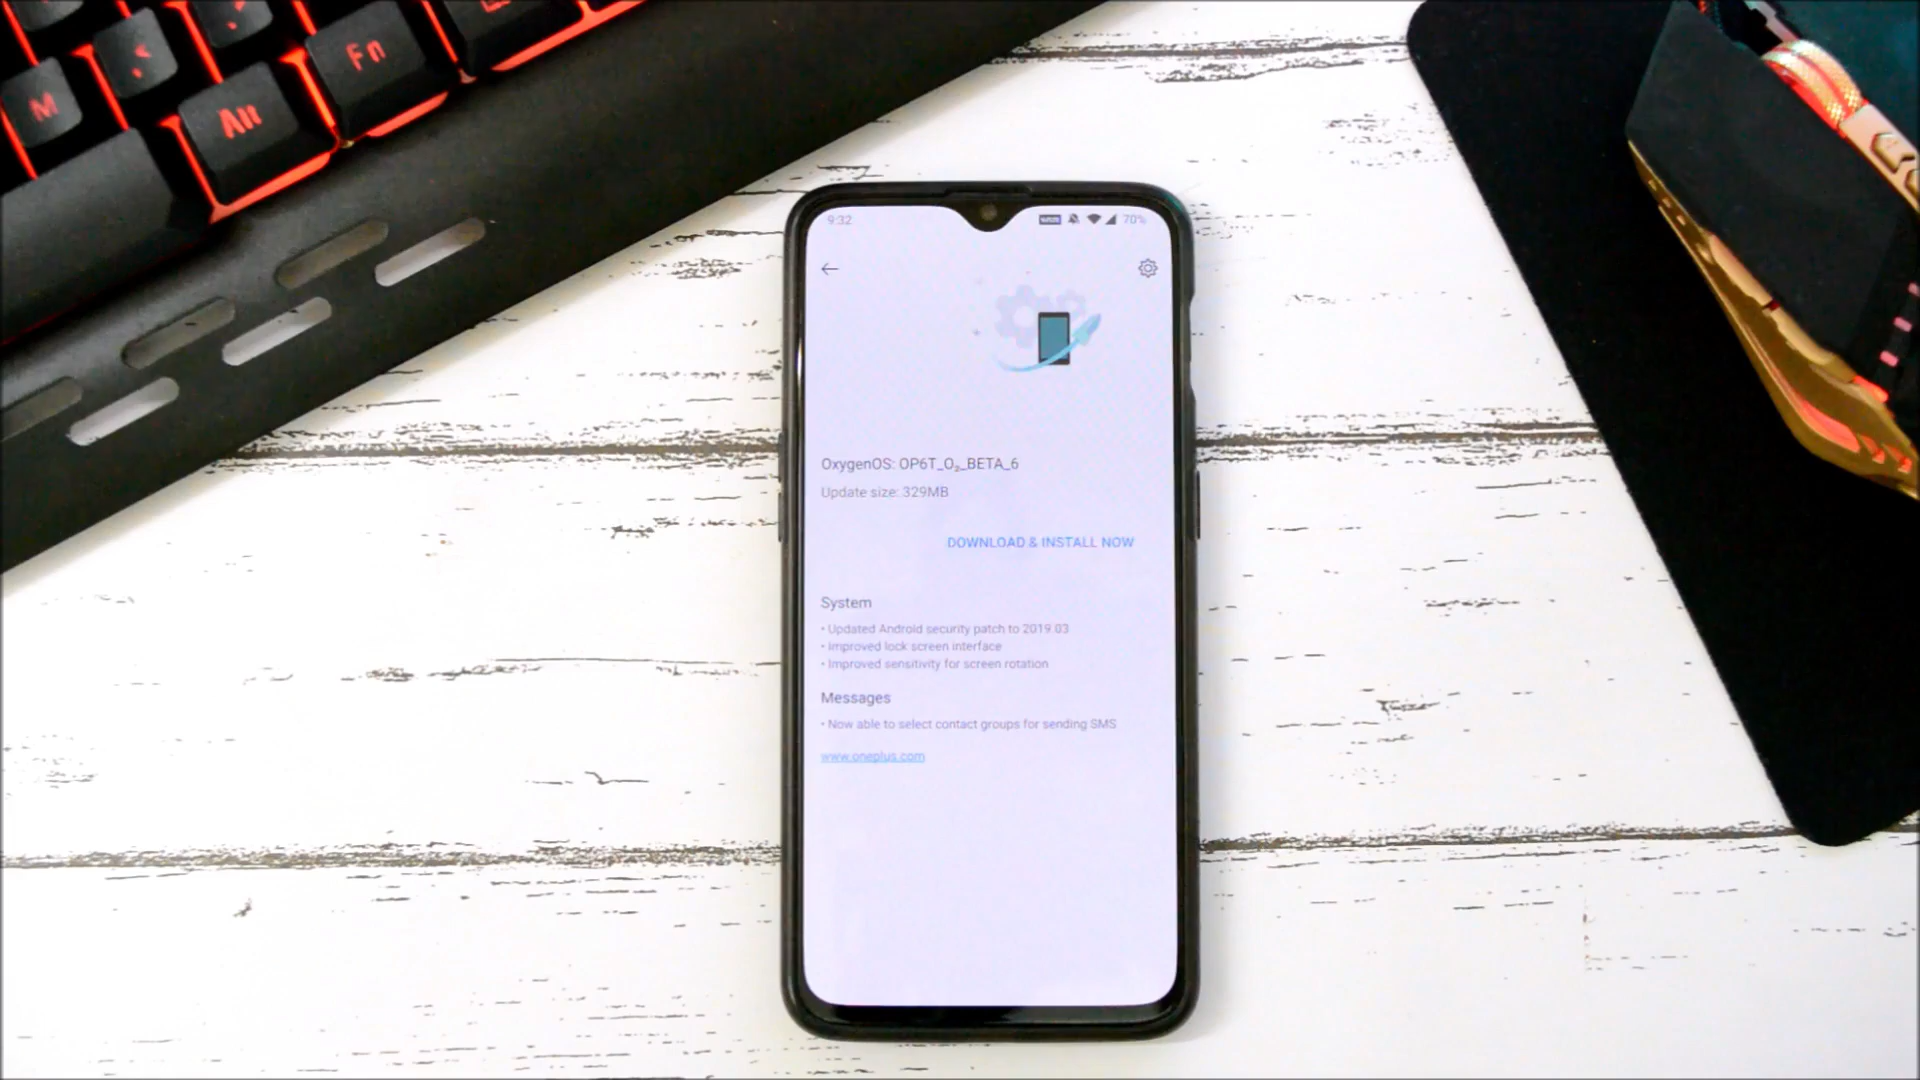 Fn
Alt
M
9:32
70%
OxygenOS: OP6T_O₂_BETA_6
Update size: 329MB
DOWNLOAD & INSTALL NOW
System
• Updated Android security patch to 2019.03
• Improved lock screen interface
• Improved sensitivity for screen rotation
Messages
• Now able to select contact groups for sending SMS
www.oneplus.com